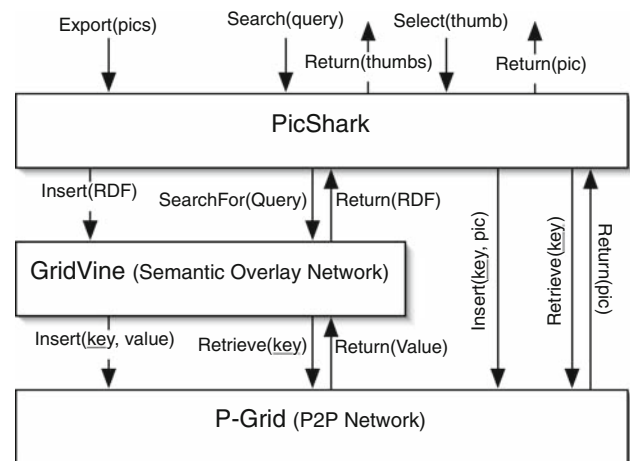 Export(pics)
Search(query)
Return(thumbs)
Select(thumb)
Return(pic)
PicShark
Insert(RDF)
SearchFor(Query)
Return(RDF)
GridVine (Semantic Overlay Network)
Insert(key, value)
Retrieve(key)
Return(Value)
Insert(key, pic)
Retrieve(key)
Return(pic)
P-Grid (P2P Network)